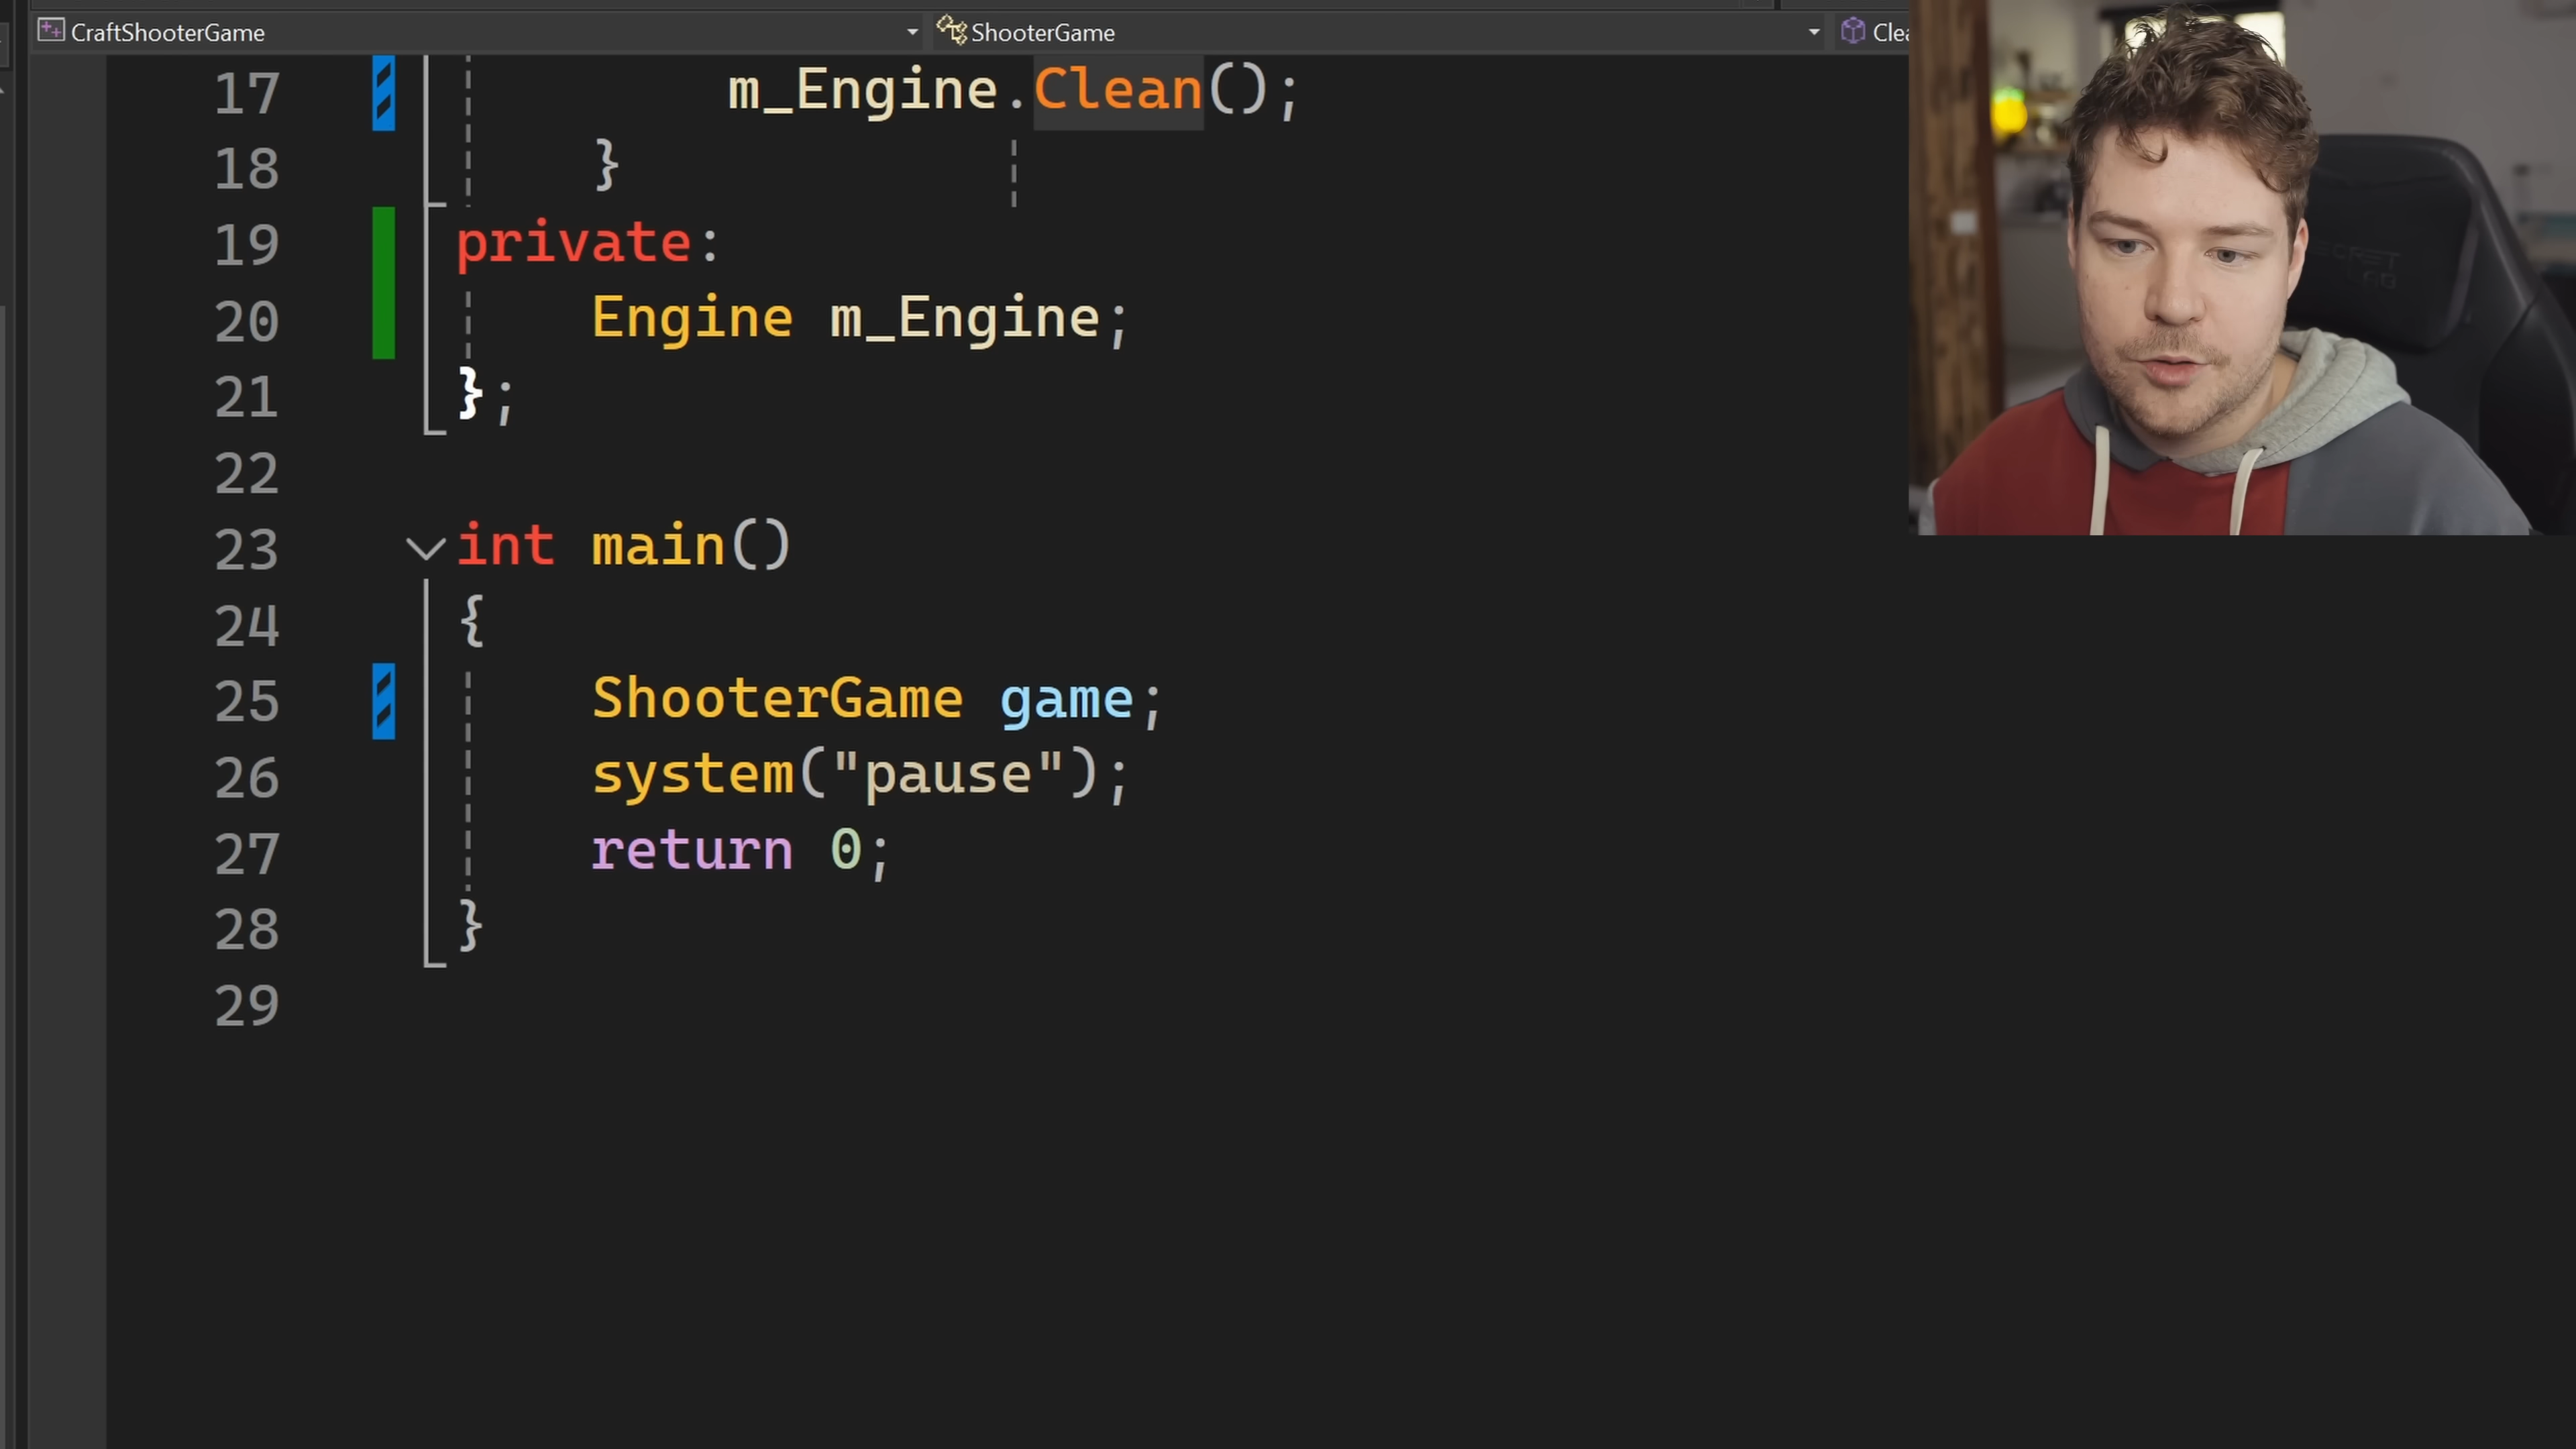 CraftShooterGame ShooterGame Clea
17 m_Engine.Clean();
18 }
19 private:
20 Engine m_Engine;
21 };
22
23 int main()
24 {
25 ShooterGame game;
26 system("pause");
27 return 0;
28 }
29